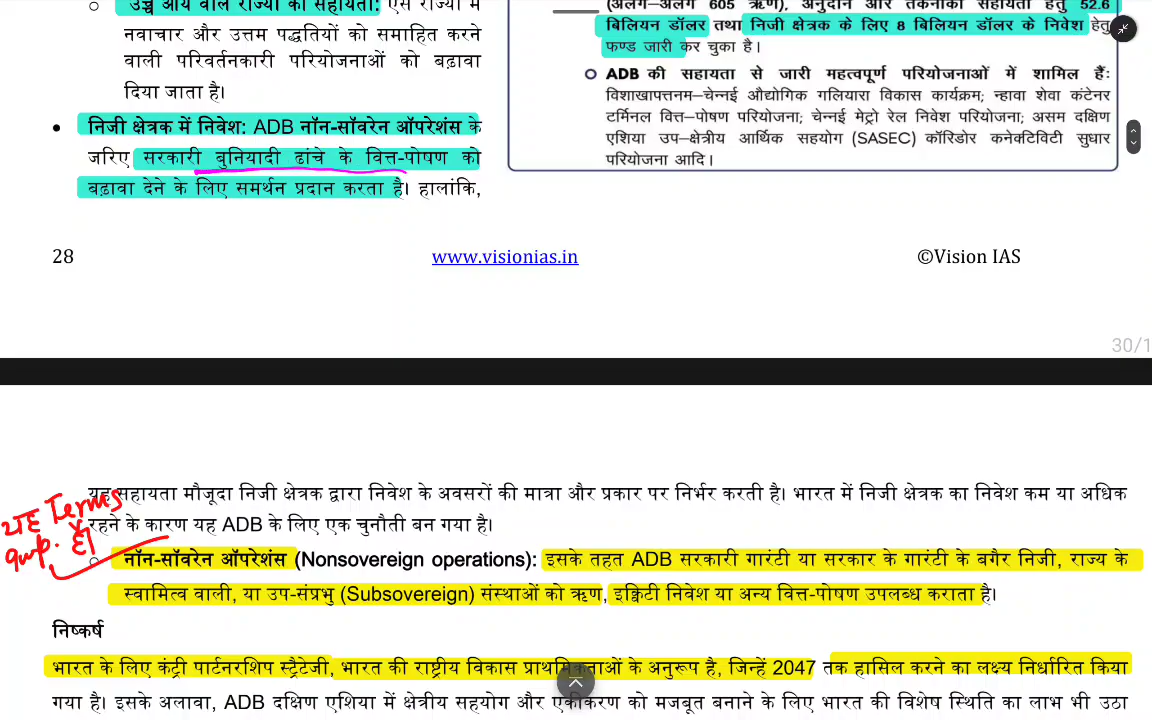 उच्च आय वाले राज्यों को सहायता: ऐसे राज्यों में
नवाचार और उत्तम पद्धतियों को समाहित करने
वाली परिवर्तनकारी परियोजनाओं को बढ़ावा
दिया जाता है।
निजी क्षेत्रक में निवेश: ADB नॉन-सॉवरेन ऑपरेशंस के
जरिए सरकारी बुनियादी ढांचे के वित्त-पोषण को
बढ़ावा देने के लिए समर्थन प्रदान करता है। हालांकि,
(अलग-अलग 605 ऋण), अनुदान और तकनीकी सहायता हेतु 52.6
बिलियन डॉलर तथा निजी क्षेत्रक के लिए 8 बिलियन डॉलर के निवेश हेतु
फण्ड जारी कर चुका है।
ADB की सहायता से जारी महत्वपूर्ण परियोजनाओं में शामिल हैं:
विशाखापत्तनम-चेन्नई औद्योगिक गलियारा विकास कार्यक्रम; न्हावा शेवा कंटेनर
टर्मिनल वित्त-पोषण परियोजना; चेन्नई मेट्रो रेल निवेश परियोजना; असम दक्षिण
एशिया उप-क्षेत्रीय आर्थिक सहयोग (SASEC) कॉरिडोर कनेक्टिविटी सुधार
परियोजना आदि।
28 www.visionias.in ©Vision IAS
30/1
यह सहायता मौजूदा निजी क्षेत्रक द्वारा निवेश के अवसरों की मात्रा और प्रकार पर निर्भर करती है। भारत में निजी क्षेत्रक का निवेश कम या अधिक
रहने के कारण यह ADB के लिए एक चुनौती बन गया है।
यह Terms
है।
नॉन-सॉवरेन ऑपरेशंस (Nonsovereign operations): इसके तहत ADB सरकारी गारंटी या सरकार के गारंटी के बगैर निजी, राज्य के
स्वामित्व वाली, या उप-संप्रभु (Subsovereign) संस्थाओं को ऋण, इक्विटी निवेश या अन्य वित्त-पोषण उपलब्ध कराता है।
निष्कर्ष
भारत के लिए कंट्री पार्टनरशिप स्ट्रैटेजी, भारत की राष्ट्रीय विकास प्राथमिकताओं के अनुरूप है, जिन्हें 2047 तक हासिल करने का लक्ष्य निर्धारित किया
गया है। इसके अलावा, ADB दक्षिण एशिया में क्षेत्रीय सहयोग और एकीकरण को मजबूत बनाने के लिए भारत की विशेष स्थिति का लाभ भी उठा